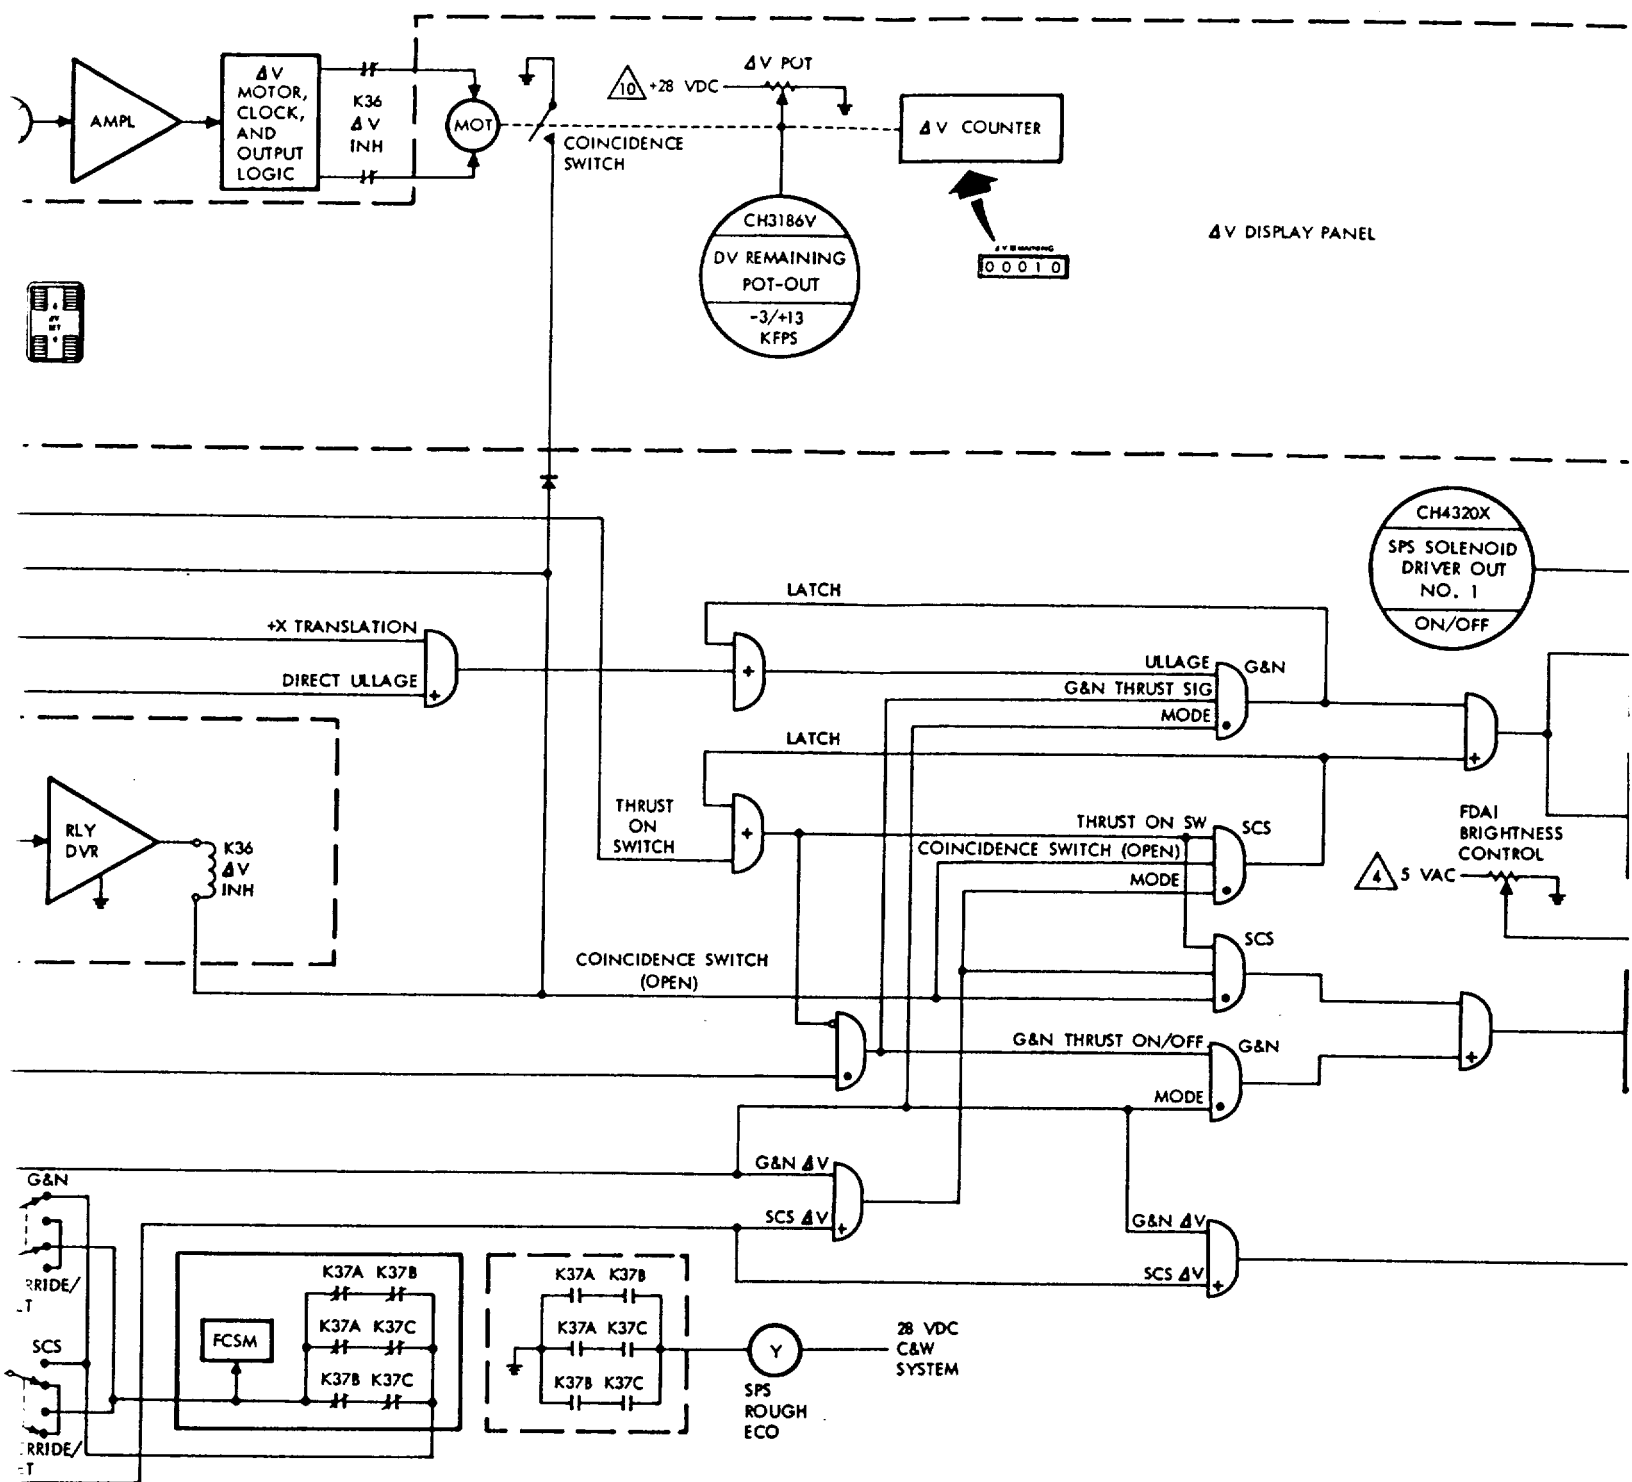 AMPL
ΔV
MOTOR,
CLOCK,
AND
OUTPUT
LOGIC
K36
ΔV
INH
MOT
COINCIDENCE
SWITCH
10
+28 VDC
ΔV POT
ΔV COUNTER
CH3186V
DV REMAINING
POT-OUT
-3/+13
KFPS
ΔV REMAINING
00010
ΔV DISPLAY PANEL
CH4320X
SPS SOLENOID
DRIVER OUT
NO. 1
ON/OFF
LATCH
+X TRANSLATION
DIRECT ULLAGE
+
+
ULLAGE
G&N
G&N THRUST SIG
MODE
+
LATCH
RLY
DVR
K36
ΔV
INH
THRUST
ON
SWITCH
+
THRUST ON SW
SCS
COINCIDENCE SWITCH (OPEN)
MODE
FDAI
BRIGHTNESS
CONTROL
4
5 VAC
SCS
COINCIDENCE SWITCH
(OPEN)
G&N THRUST ON/OFF
G&N
MODE
+
G&N ΔV
SCS ΔV
+
G&N ΔV
SCS ΔV
+
G&N
RRIDE/
SCS
RRIDE/
FCSM
K37A K37B
K37A K37C
K37B K37C
K37A K37B
K37A K37C
K37B K37C
Y
SPS
ROUGH
ECO
28 VDC
C&W
SYSTEM